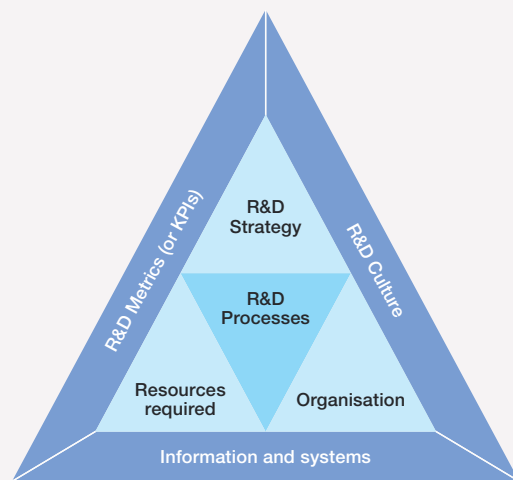 R&D
Strategy
R&D Metrics (or KPIs)
R&D Culture
R&D
Processes
Resources
required
Organisation
Information and systems